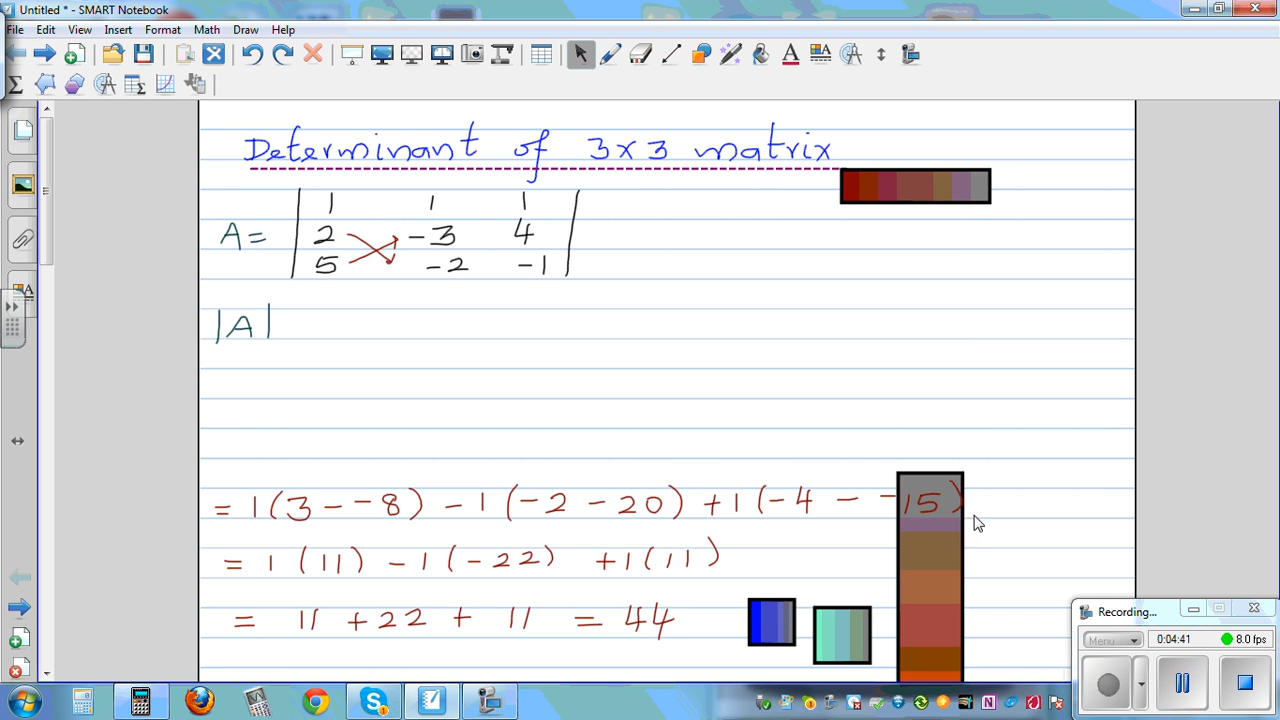 Untitled * - SMART Notebook
File Edit View Insert Format Math Draw Help
Determinant of 3x3 matrix
1 1 1
A= 2 -3 4
5 -2 -1
|A|
= 1(3 - -8) - 1(-2 - 20) + 1(-4 - -15)
= 1(11) - 1(-22) +1(11)
= 11 +22 + 11 = 44
Recording...
Menu 0:04:41 8.0 fps